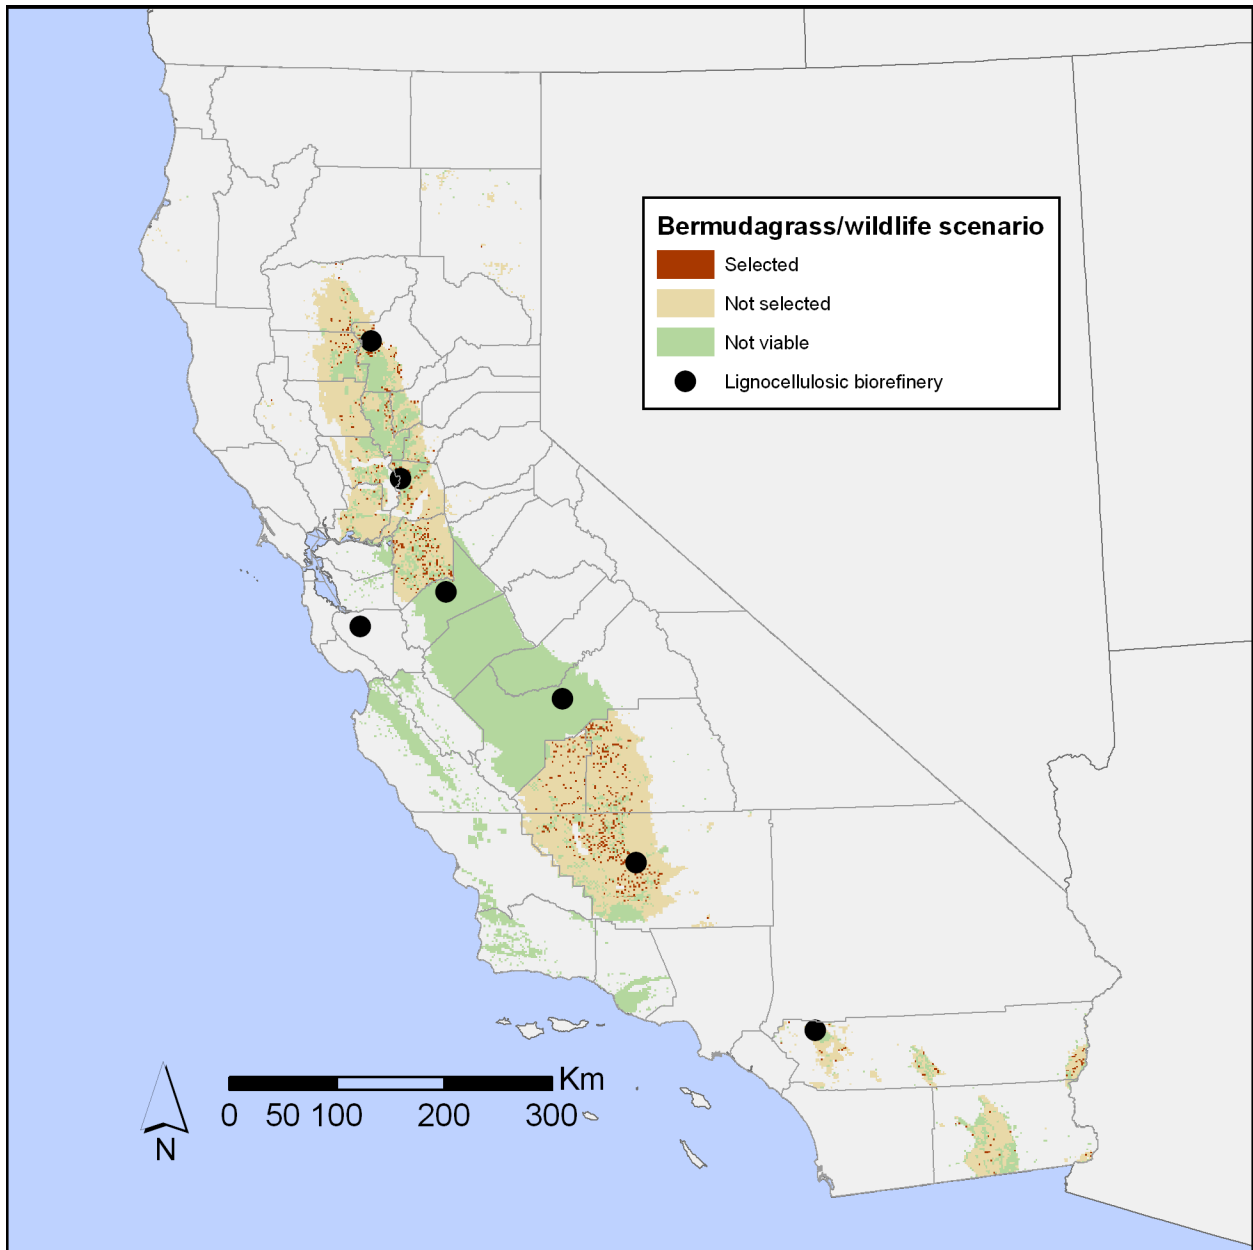 Bermudagrass/wildlife scenario
Selected
Not selected
Not viable
Lignocellulosic biorefinery
Km
0 50 100 200 300
N